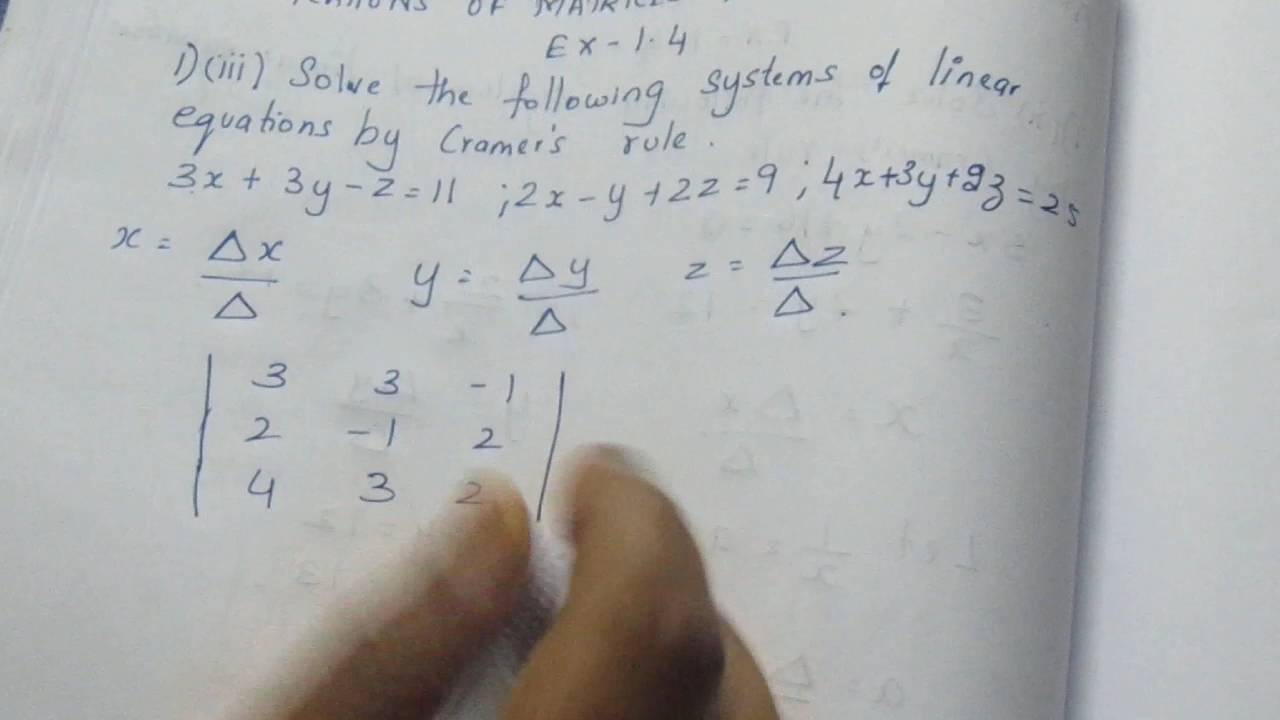 OF
EX-1.4
1)(iii) Solve the following systems of linear
equations by Cramer's rule.
3x + 3y - z = 11 ; 2x - y + 2z = 9 ; 4x + 3y + 2z = 25
x = Δx/Δ y = Δy/Δ z = Δz/Δ.
| 3 3 -1 |
| 2 -1 2 |
| 4 3 2 |